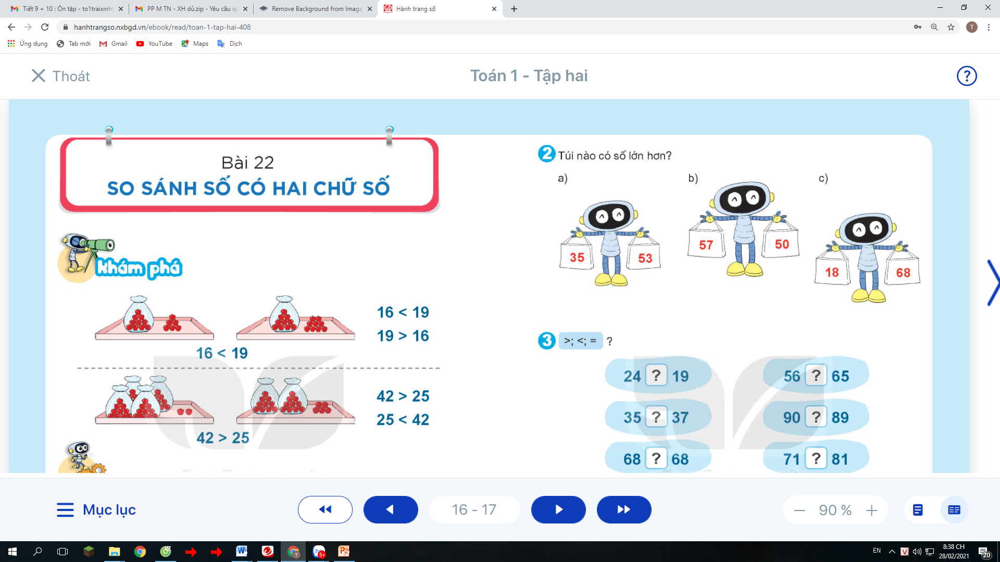 Tiết 9 + 10 : Ôn tập - to1traixinhg
PP M TN - XH dủ.zip - Yêu cầu qu
Remove Background from Image
Hành trang số
hanhtrangso.nxbgd.vn/ebook/read/toan-1-tap-hai-408
T
Ứng dụng
Tab mới
Gmail
YouTube
Maps
Dịch
Thoát
Toán 1 - Tập hai
?
Bài 22
SO SÁNH SỐ CÓ HAI CHỮ SỐ
khám phá
16 < 19
19 > 16
16 < 19
42 > 25
25 < 42
42 > 25
2 Túi nào có số lớn hơn?
a)
b)
c)
35 53
57 50
18 68
3 >; <; = ?
24 ? 19
56 ? 65
35 ? 37
90 ? 89
68 ? 68
71 ? 81
Mục lục
16 - 17
90 %
EN
8:38 CH
28/02/2021
20